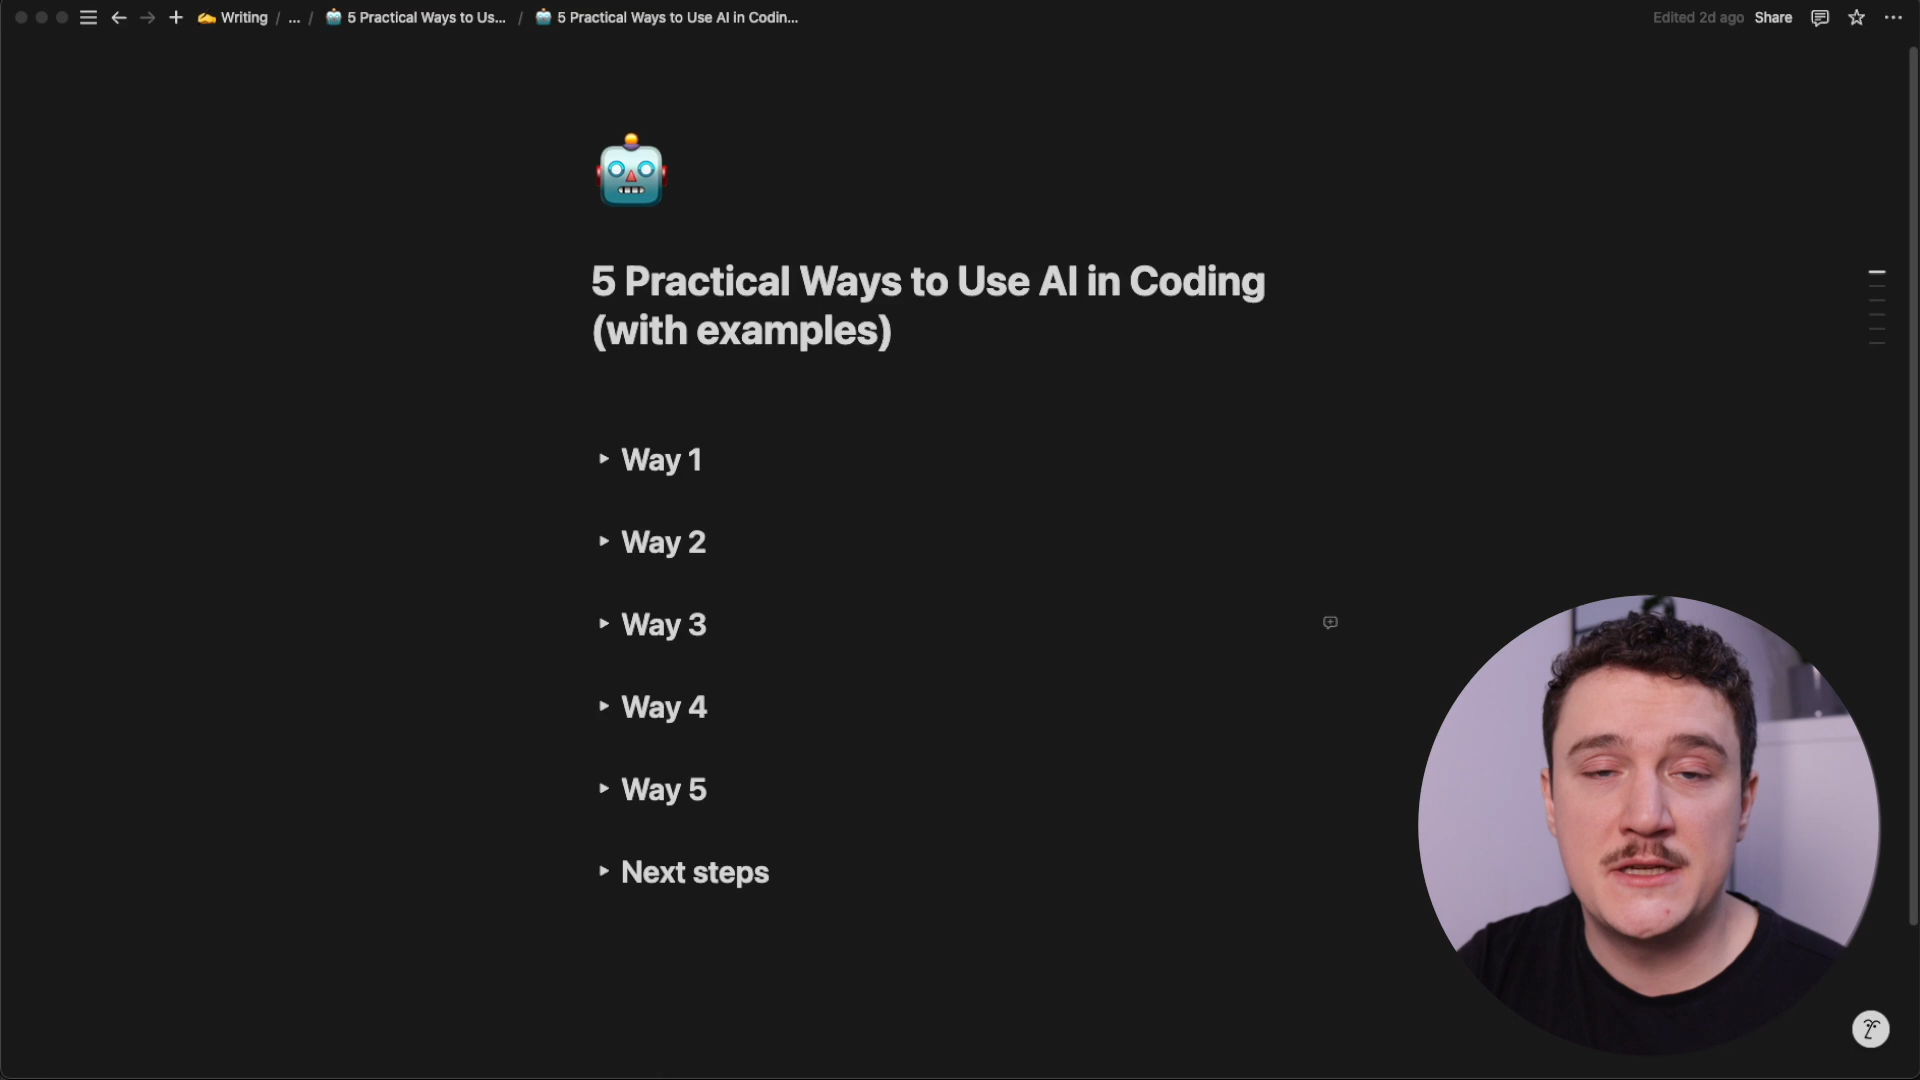 Writing / ... / 5 Practical Ways to Us... / 5 Practical Ways to Use AI in Codin...
Edited 2d ago Share
5 Practical Ways to Use AI in Coding
(with examples)
Way 1
Way 2
Way 3
Way 4
Way 5
Next steps